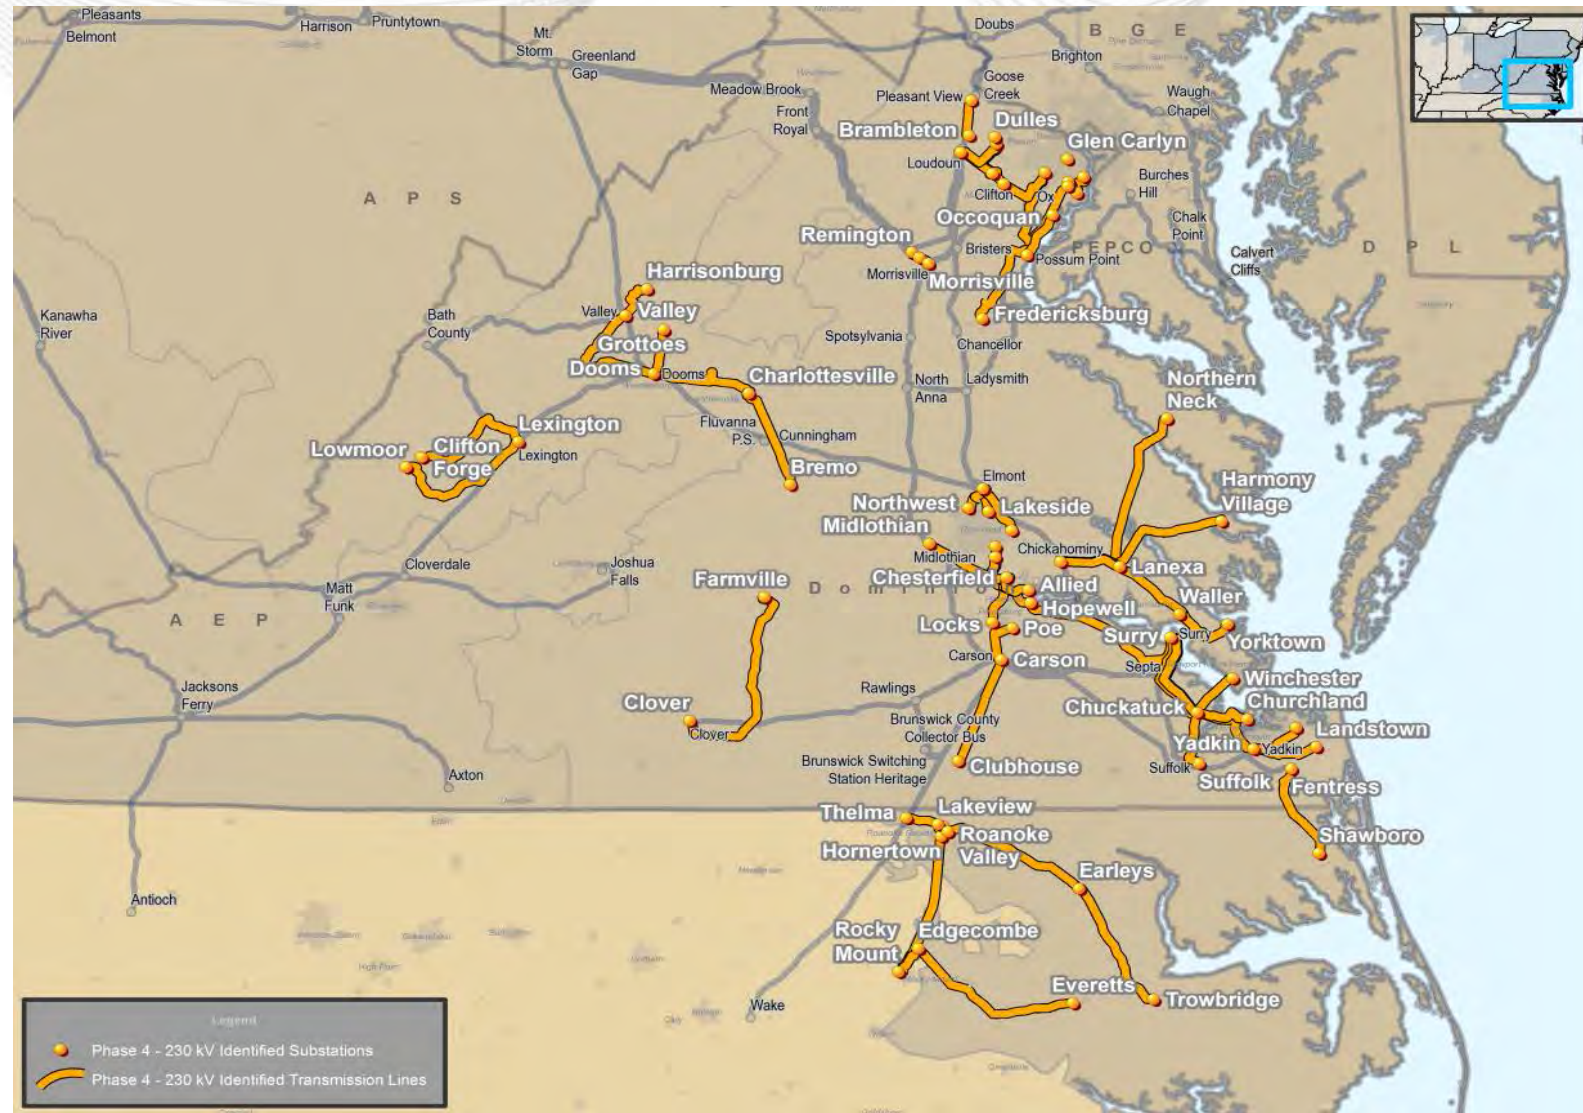 Pleasants
Belmont
Harrison
Pruntytown
Mt.
Storm
Greenland
Gap
Doubs
B G E
Brighton
Meadow Brook
Front
Royal
Pleasant View
Goose
Creek
Waugh
Chapel
Brambleton
Dulles
Loudoun
Glen Carlyn
Burches
Hill
Clifton
Ox
A P S
Occoquan
Chalk
Point
Remington
Bristers
PEPCO
Possum Point
Calvert
Cliffs
D P L
Morrisville
Morrisville
Harrisonburg
Valley
Valley
Fredericksburg
Kanawha
River
Bath
County
Grottoes
Spotsylvania
Chancellor
Dooms
Dooms
Charlottesville
North
Anna
Ladysmith
Northern
Neck
Lexington
Lexington
Lowmoor
Clifton
Forge
Fluvanna
P.S.
Cunningham
Bremo
Elmont
Northwest
Lakeside
Harmony
Village
Midlothian
Midlothian
Chickahominy
Lanexa
Cloverdale
Joshua
Falls
Matt
Funk
Farmville
Dominion
Chesterfield
Allied
Hopewell
Waller
A E P
Locks
Poe
Surry
Surry
Yorktown
Carson
Carson
Septa
Jacksons
Ferry
Rawlings
Winchester
Clover
Clover
Brunswick County
Collector Bus
Chuckatuck
Churchland
Landstown
Yadkin
Yadkin
Brunswick Switching
Station Heritage
Clubhouse
Suffolk
Suffolk
Fentress
Axton
Thelma
Lakeview
Roanoke
Valley
Hornertown
Shawboro
Earleys
Antioch
Rocky
Mount
Edgecombe
Everetts
Trowbridge
Wake
Legend
Phase 4 - 230 kV Identified Substations
Phase 4 - 230 kV Identified Transmission Lines